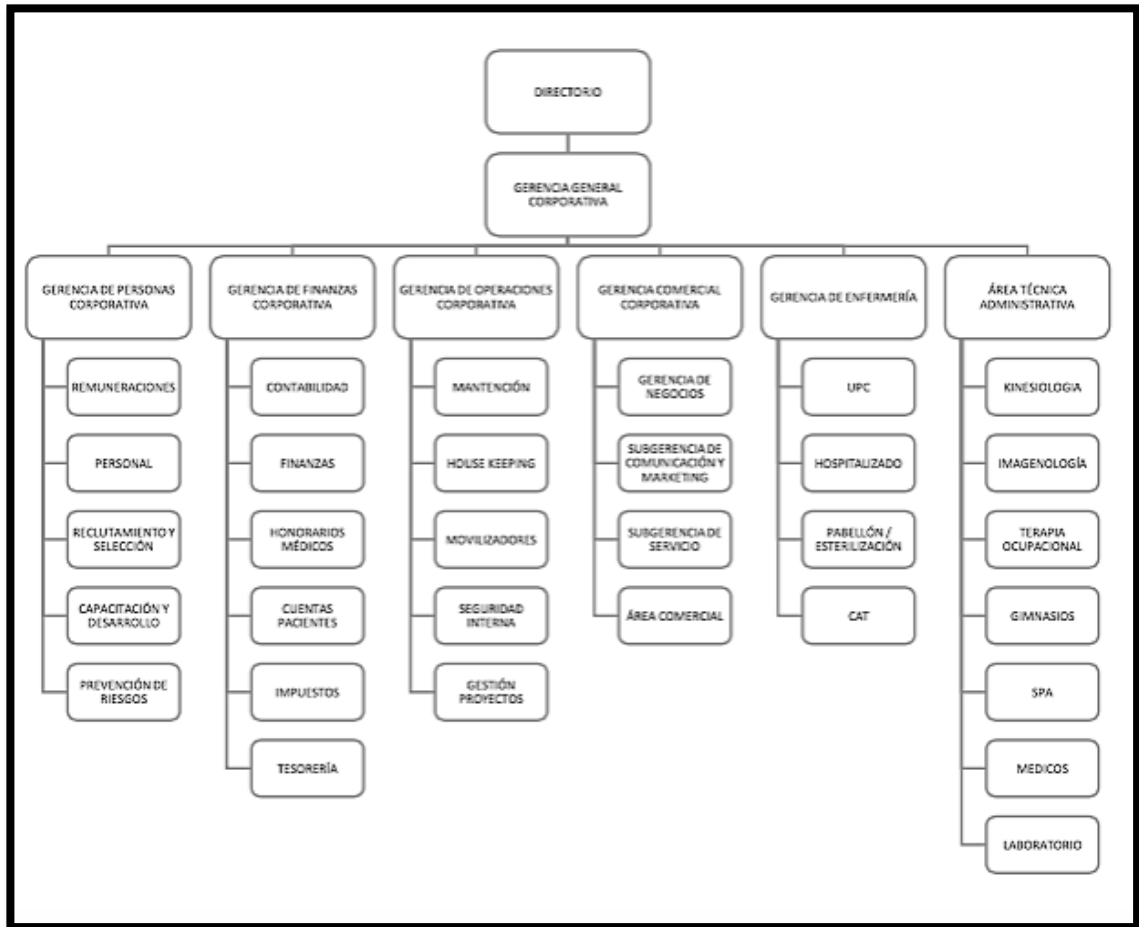 DIRECTORIO
GERENCIA GENERAL
CORPORATIVA
GERENCIA DE PERSONAS
CORPORATIVA
REMUNERACIONES
PERSONAL
RECLUTAMIENTO Y
SELECCIÓN
CAPACITACIÓN Y
DESARROLLO
PREVENCIÓN DE
RIESGOS
GERENCIA DE FINANZAS
CORPORATIVA
CONTABILIDAD
FINANZAS
HONORARIOS
MÉDICOS
CUENTAS
PACIENTES
IMPUESTOS
TESORERÍA
GERENCIA DE OPERACIONES
CORPORATIVA
MANTENCIÓN
HOUSE KEEPING
MOVILIZADORES
SEGURIDAD
INTERNA
GESTIÓN
PROYECTOS
GERENCIA COMERCIAL
CORPORATIVA
GERENCIA DE
NEGOCIOS
SUBGERENCIA DE
COMUNICACIÓN Y
MARKETING
SUBGERENCIA DE
SERVICIO
ÁREA COMERCIAL
GERENCIA DE ENFERMERÍA
UPC
HOSPITALIZADO
PABELLÓN /
ESTERILIZACIÓN
CAT
ÁREA TÉCNICA
ADMINISTRATIVA
KINESIOLOGIA
IMAGENOLOGÍA
TERAPIA
OCUPACIONAL
GIMNASIOS
SPA
MEDICOS
LABORATORIO